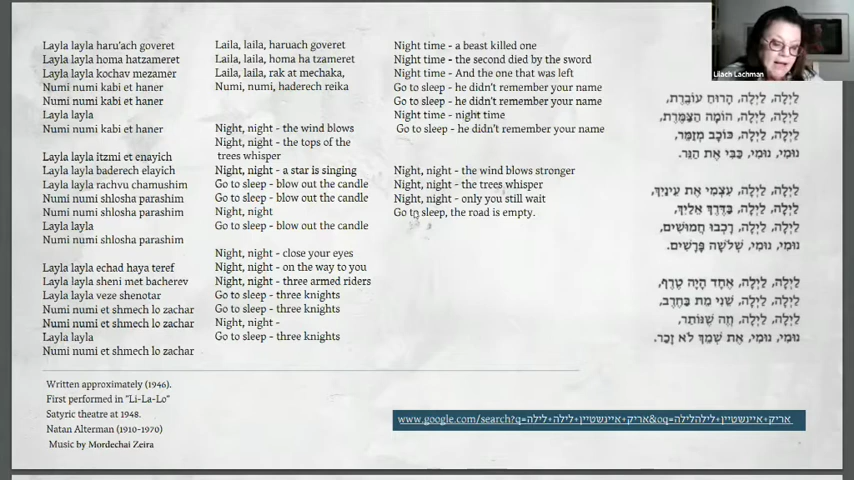 Layla layla haru'ach goveret
Layla layla homa hatzameret
Layla layla kochav mezamer
Numi numi kabi et haner
Numi numi kabi et haner
Layla layla
Numi numi kabi et haner
Layla layla itzmi et enayich
Layla layla baderech elayich
Layla layla rachvu chamushim
Numi numi shlosha parashim
Numi numi shlosha parashim
Layla layla
Numi numi shlosha parashim
Layla layla echad haya teref
Layla layla sheni met bacherev
Layla layla veze shenotar
Numi numi et shmech lo zachar
Numi numi et shmech lo zachar
Layla layla
Numi numi et shmech lo zachar
Laila, laila, haruach goveret
Laila, laila, homa ha tzameret
Laila, laila, rak at mechaka,
Numi, numi, haderech reika
Night, night - the wind blows
Night, night - the tops of the
trees whisper
Night, night - a star is singing
Go to sleep - blow out the candle
Go to sleep - blow out the candle
Night, night
Go to sleep - blow out the candle
Night, night - close your eyes
Night, night - on the way to you
Night, night - three armed riders
Go to sleep - three knights
Go to sleep - three knights
Night, night -
Go to sleep - three knights
Night time - a beast killed one
Night time - the second died by the sword
Night time - And the one that was left
Go to sleep - he didn't remember your name
Go to sleep - he didn't remember your name
Night time - night time
Go to sleep - he didn't remember your name
Night, night - the wind blows stronger
Night, night - the trees whisper
Night, night - only you still wait
Go to sleep, the road is empty.
לַיְלָה, לַיְלָה, הָרוּחַ גּוֹבֶרֶת,
לַיְלָה, לַיְלָה, הוֹמָה הַצַּמֶּרֶת,
לַיְלָה, לַיְלָה, כּוֹכָב מְזַמֵּר,
נוּמִי, נוּמִי, כַּבִּי אֶת הַנֵּר.
לַיְלָה, לַיְלָה, עִצְמִי אֶת עֵינַיִךְ,
לַיְלָה, לַיְלָה, בַּדֶּרֶךְ אֵלַיִךְ,
לַיְלָה, לַיְלָה, רָכְבוּ חֲמוּשִׁים,
נוּמִי, נוּמִי, שְׁלֹשָׁה פָּרָשִׁים.
לַיְלָה, לַיְלָה, אֶחָד הָיָה טֶרֶף,
לַיְלָה, לַיְלָה, שֵׁנִי מֵת בַּחֶרֶב,
לַיְלָה, לַיְלָה, וְזֶה שֶׁנּוֹתַר,
נוּמִי, נוּמִי, אֶת שְׁמֵךְ לֹא זָכַר.
Written approximately (1946).
First performed in "Li-La-Lo"
Satyric theatre at 1948.
Natan Alterman (1910-1970)
Music by Mordechai Zeira
www.google.com/search?q=אריק+איינשטיין+לילה+לילה&oq=אריק+איינשטיין+לילהלילה
Lilach Lachman